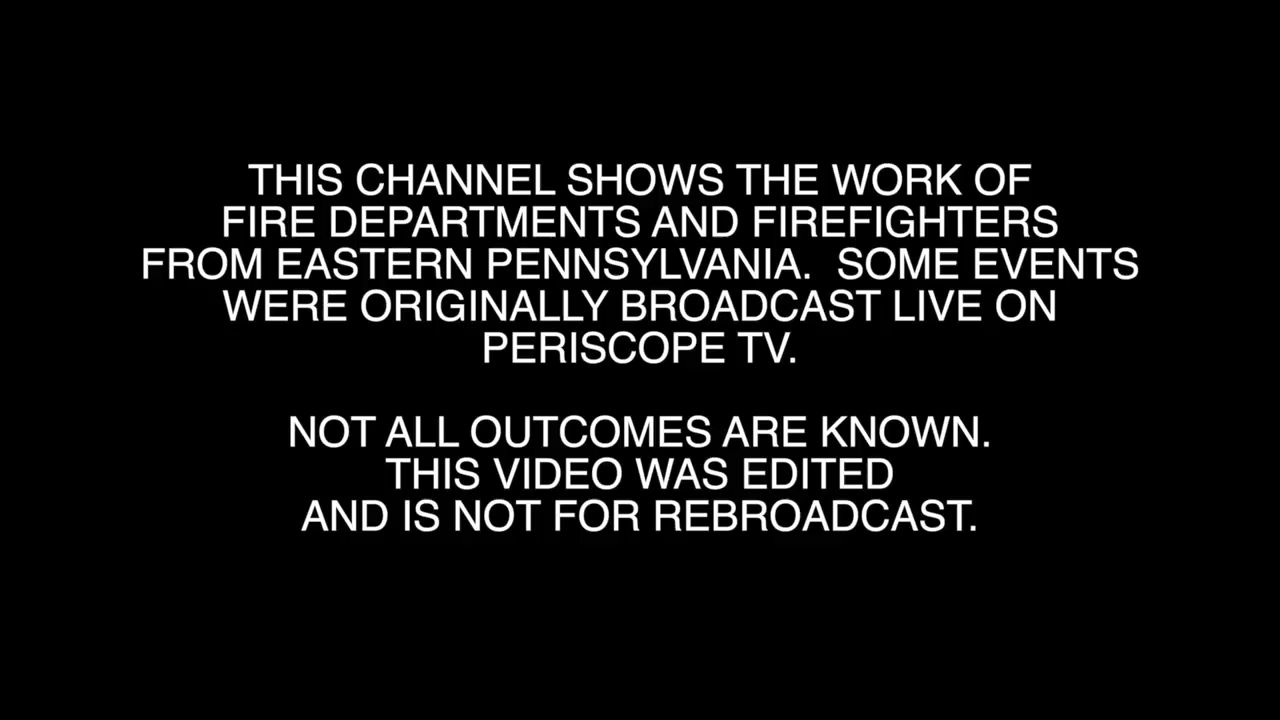 THIS CHANNEL SHOWS THE WORK OF
FIRE DEPARTMENTS AND FIREFIGHTERS
FROM EASTERN PENNSYLVANIA.  SOME EVENTS
WERE ORIGINALLY BROADCAST LIVE ON
PERISCOPE TV.
NOT ALL OUTCOMES ARE KNOWN.
THIS VIDEO WAS EDITED
AND IS NOT FOR REBROADCAST.